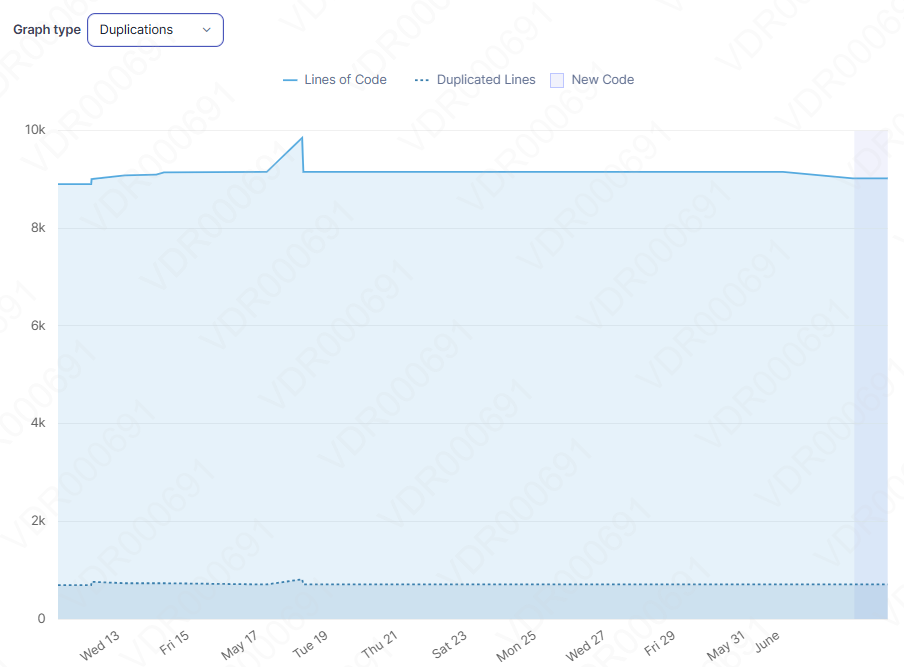 Graph type Duplications
Lines of Code Duplicated Lines New Code
10k
8k
6k
4k
2k
0
Wed 13 Fri 15 May 17 Tue 19 Thu 21 Sat 23 Mon 25 Wed 27 Fri 29 May 31 June
VDR000691